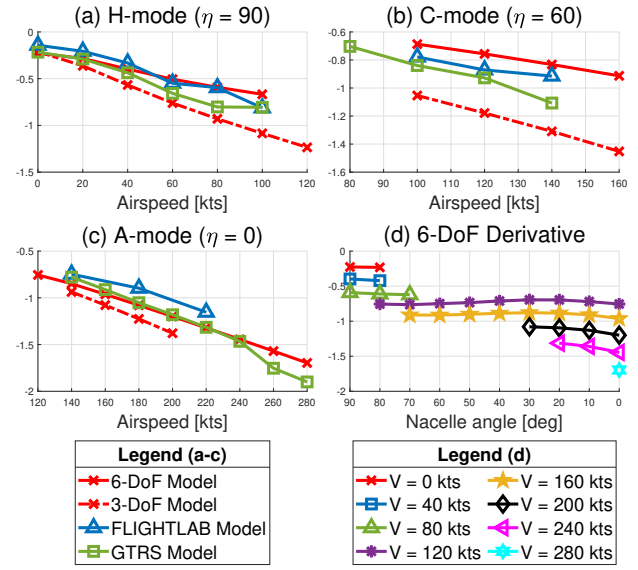 (a) H-mode (η = 90)
0
-0.5
-1
-1.5
0 20 40 60 80 100 120
Airspeed [kts]
(b) C-mode (η = 60)
-0.6
-0.8
-1
-1.2
-1.4
-1.6
80 100 120 140 160
Airspeed [kts]
(c) A-mode (η = 0)
-0.5
-1
-1.5
-2
120 140 160 180 200 220 240 260 280
Airspeed [kts]
(d) 6-DoF Derivative
0
-0.5
-1
-1.5
-2
90 80 70 60 50 40 30 20 10 0
Nacelle angle [deg]
Legend (a-c)
6-DoF Model
3-DoF Model
FLIGHTLAB Model
GTRS Model
Legend (d)
V = 0 kts
V = 40 kts
V = 80 kts
V = 120 kts
V = 160 kts
V = 200 kts
V = 240 kts
V = 280 kts